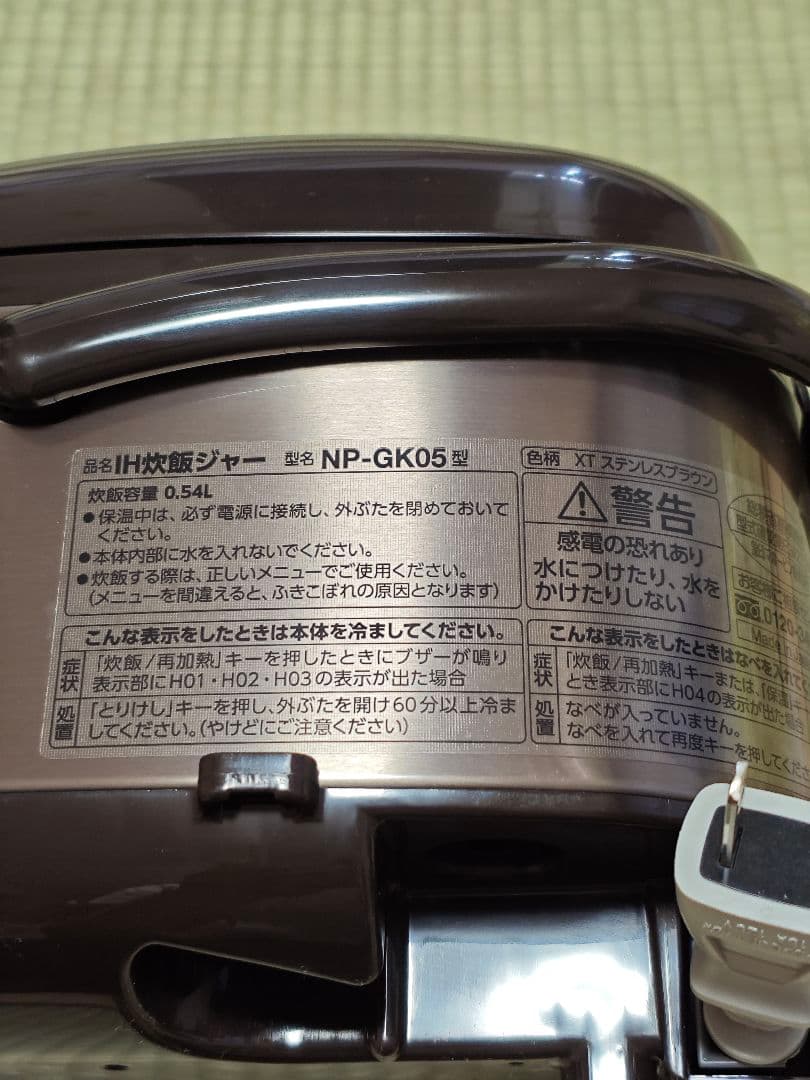 品名 IH炊飯ジャー 型名 NP-GK05型
炊飯容量 0.54L
●保温中は、必ず電源に接続し、外ぶたを閉めておいて
ください。
●本体内部に水を入れないでください。
●炊飯する際は、正しいメニューでご使用ください。
(メニューを間違えると、ふきこぼれの原因となります)
色柄 XT ステンレスブラウン
警告
感電の恐れあり
水につけたり、水を
かけたりしない
こんな表示をしたときは本体を冷ましてください。
症状 「炊飯/再加熱」キーを押したときにブザーが鳴り
表示部にH01・H02・H03の表示が出た場合
処置 「とりけし」キーを押し、外ぶたを開け60分以上冷ま
してください。(やけどにご注意ください)
こんな表示をしたときはなべを入れて
症状 「炊飯/再加熱」キーまたは、「保温」キー
とき表示部にH04の表示が出た場合
処置 なべが入っていません。
なべを入れて再度キーを押してくだ
0120
Made